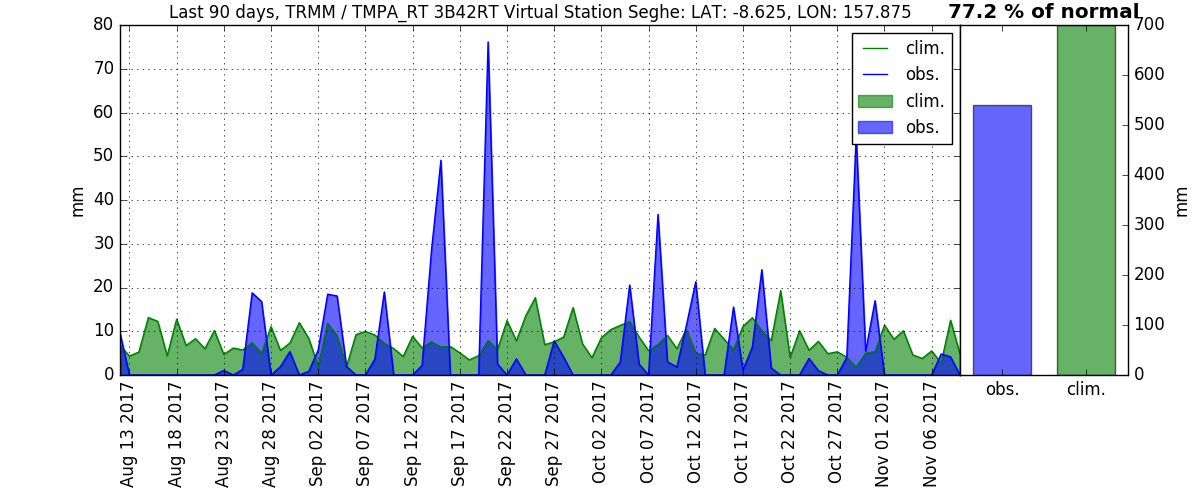 Last 90 days, TRMM / TMPA_RT 3B42RT Virtual Station Seghe: LAT: -8.625, LON: 157.875
77.2 % of normal
80
70
60
50
40
30
20
10
0
mm
clim.
obs.
clim.
obs.
700
600
500
400
300
200
100
0
mm
Aug 13 2017
Aug 18 2017
Aug 23 2017
Aug 28 2017
Sep 02 2017
Sep 07 2017
Sep 12 2017
Sep 17 2017
Sep 22 2017
Sep 27 2017
Oct 02 2017
Oct 07 2017
Oct 12 2017
Oct 17 2017
Oct 22 2017
Oct 27 2017
Nov 01 2017
Nov 06 2017
obs.
clim.